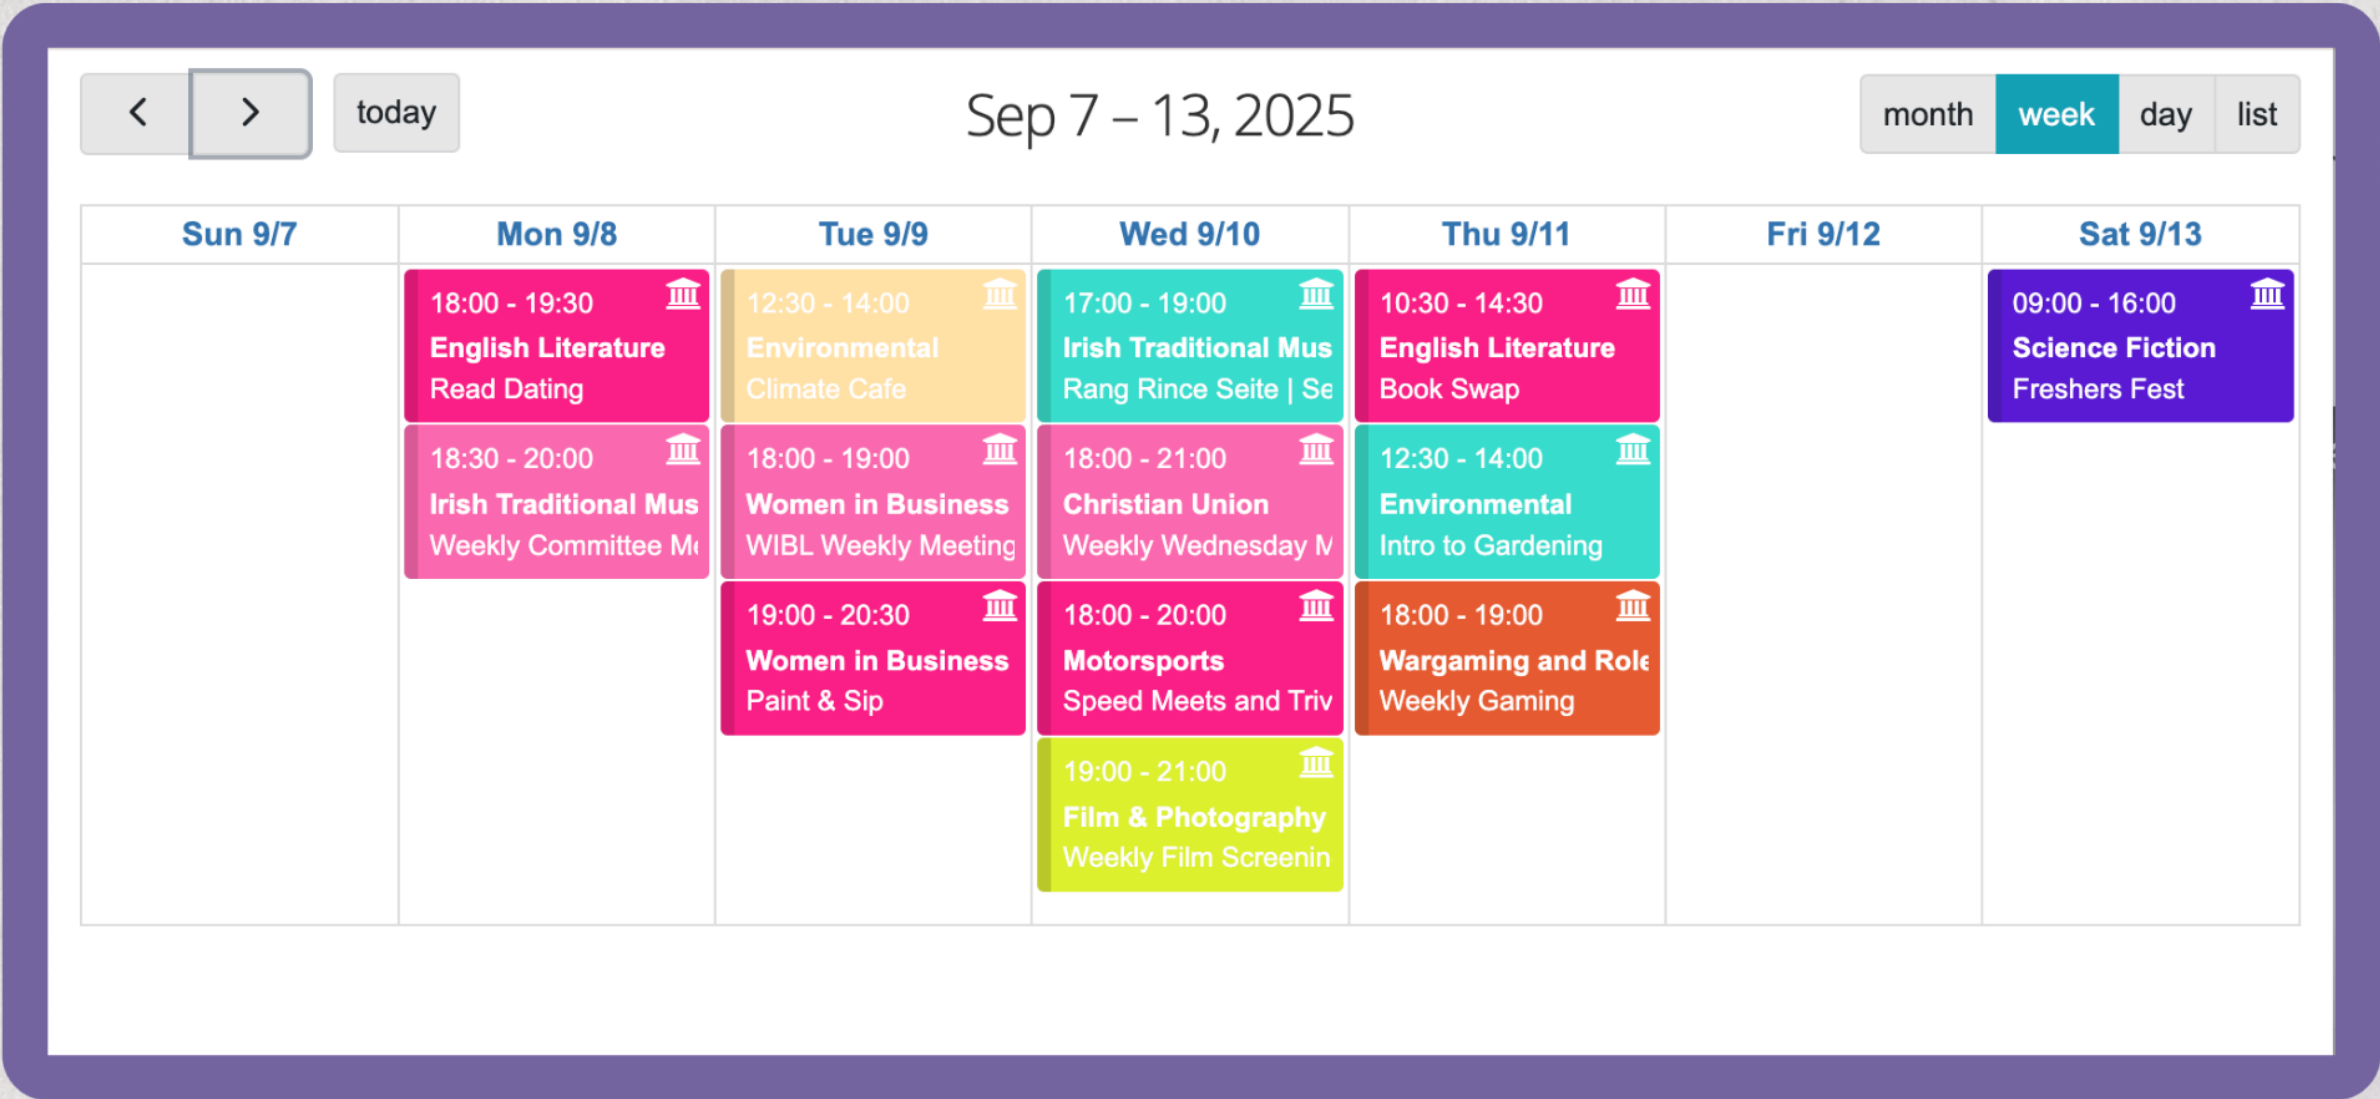 today
Sep 7 – 13, 2025
month week day list
Sun 9/7
Mon 9/8
Tue 9/9
Wed 9/10
Thu 9/11
Fri 9/12
Sat 9/13
18:00 - 19:30
English Literature
Read Dating
18:30 - 20:00
Irish Traditional Mus
Weekly Committee Me
12:30 - 14:00
Environmental
Climate Cafe
18:00 - 19:00
Women in Business
WIBL Weekly Meeting
19:00 - 20:30
Women in Business
Paint & Sip
17:00 - 19:00
Irish Traditional Mus
Rang Rince Seite | Se
18:00 - 21:00
Christian Union
Weekly Wednesday M
18:00 - 20:00
Motorsports
Speed Meets and Triv
19:00 - 21:00
Film & Photography
Weekly Film Screenin
10:30 - 14:30
English Literature
Book Swap
12:30 - 14:00
Environmental
Intro to Gardening
18:00 - 19:00
Wargaming and Role
Weekly Gaming
09:00 - 16:00
Science Fiction
Freshers Fest